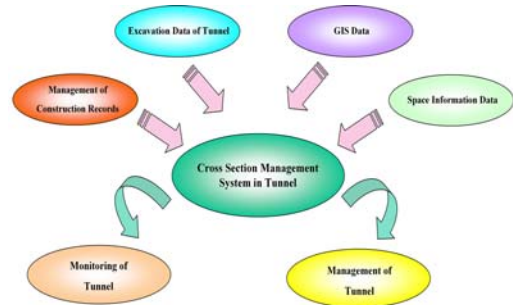 Excavation Data of Tunnel
GIS Data
Management of
Construction Records
Space Information Data
Cross Section Management
System in Tunnel
Monitoring of
Tunnel
Management of
Tunnel